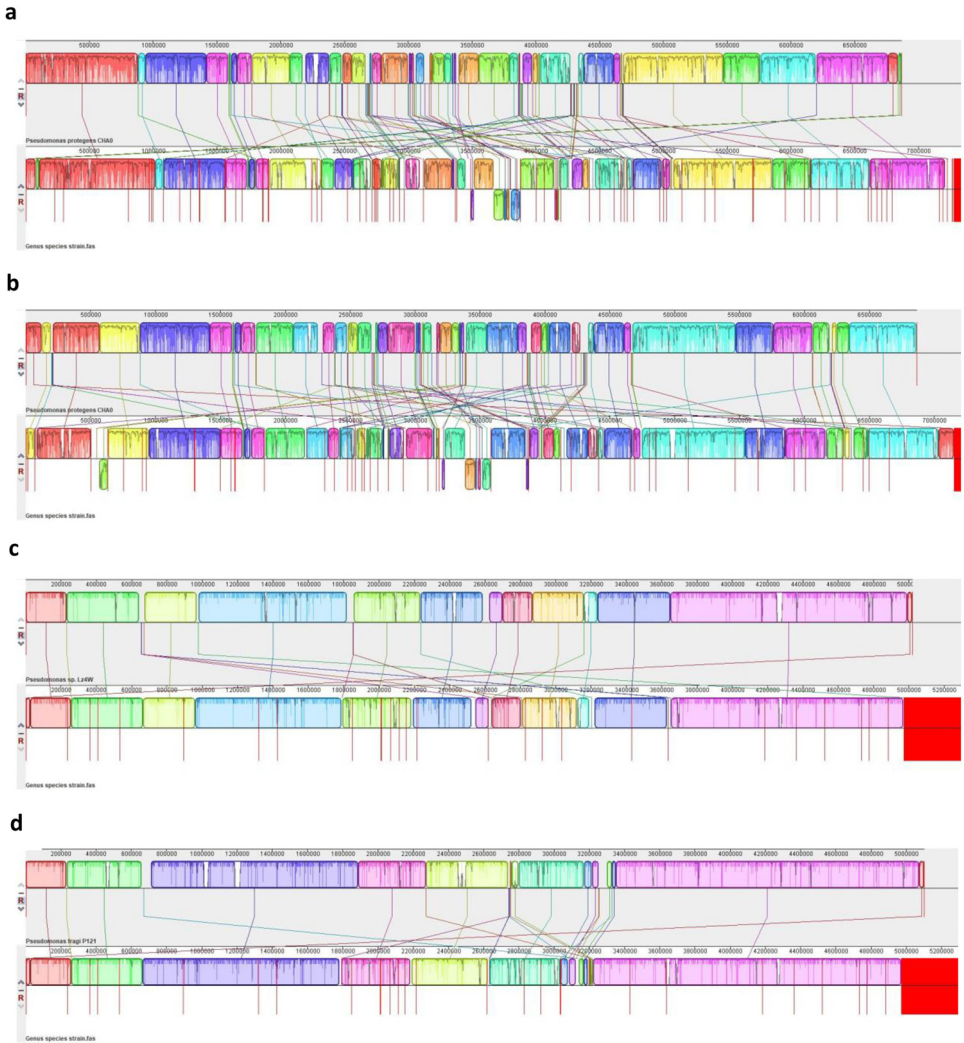 a
500000 1000000 1500000 2000000 2500000 3000000 3500000 4000000 4500000 5000000 5500000 6000000 6500000
R
Pseudomonas protegens CHA0
500000 1000000 1500000 2000000 2500000 3000000 3500000 4000000 4500000 5000000 5500000 6000000 6500000 7000000
R
Genus species strain.fas
b
500000 1000000 1500000 2000000 2500000 3000000 3500000 4000000 4500000 5000000 5500000 6000000 6500000
R
Pseudomonas protegens CHA0
500000 1000000 1500000 2000000 2500000 3000000 3500000 4000000 4500000 5000000 5500000 6000000 6500000 7000000
R
Genus species strain.fas
c
200000 400000 600000 800000 1000000 1200000 1400000 1600000 1800000 2000000 2200000 2400000 2600000 2800000 3000000 3200000 3400000 3600000 3800000 4000000 4200000 4400000 4600000 4800000 50000
R
Pseudomonas sp. Lz4W
200000 400000 600000 800000 1000000 1200000 1400000 1600000 1800000 2000000 2200000 2400000 2600000 2800000 3000000 3200000 3400000 3600000 3800000 4000000 4200000 4400000 4600000 4800000 5000000 5200000
R
Genus species strain.fas
d
200000 400000 600000 800000 1000000 1200000 1400000 1600000 1800000 2000000 2200000 2400000 2600000 2800000 3000000 3200000 3400000 3600000 3800000 4000000 4200000 4400000 4600000 4800000 5000000
R
Pseudomonas fragi P121
200000 400000 600000 800000 1000000 1200000 1400000 1600000 1800000 2000000 2200000 2400000 2600000 2800000 3000000 3200000 3400000 3600000 3800000 4000000 4200000 4400000 4600000 4800000 5000000 5200000
R
Genus species strain.fas